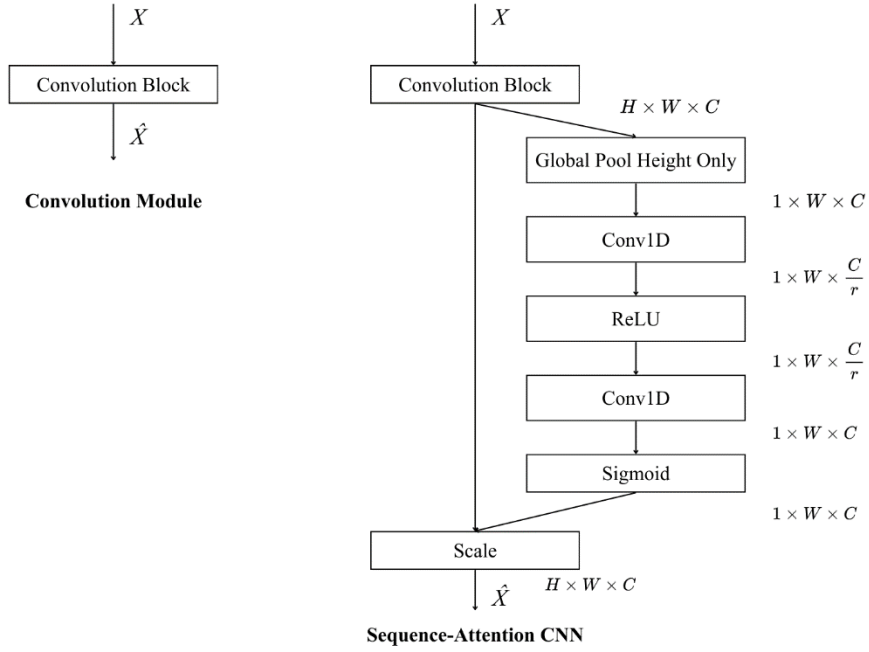 X
Convolution Block
X̂
Convolution Module
X
Convolution Block
H × W × C
Global Pool Height Only
1 × W × C
Conv1D
1 × W × C/r
ReLU
1 × W × C/r
Conv1D
1 × W × C
Sigmoid
1 × W × C
Scale
X̂
H × W × C
Sequence-Attention CNN